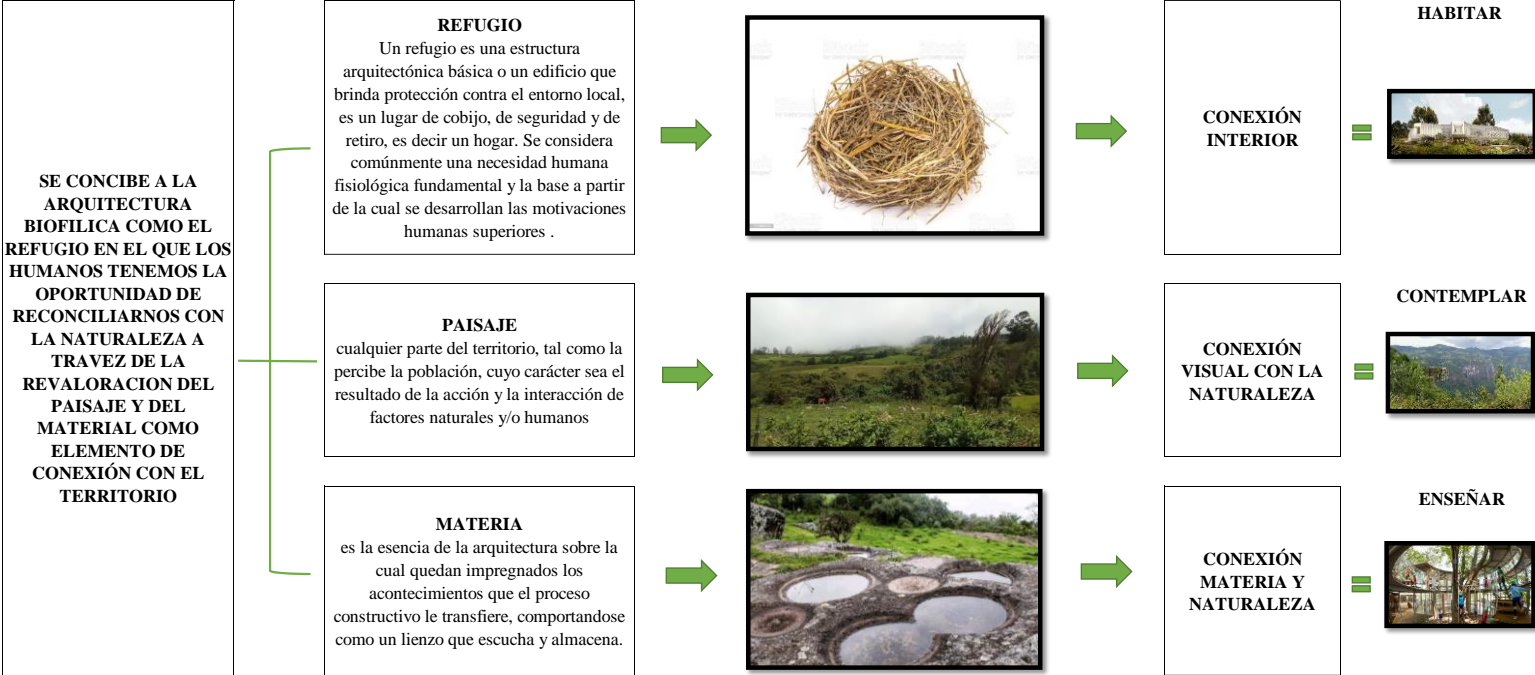 SE CONCIBE A LA
ARQUITECTURA
BIOFILICA COMO EL
REFUGIO EN EL QUE LOS
HUMANOS TENEMOS LA
OPORTUNIDAD DE
RECONCILIARNOS CON
LA NATURALEZA A
TRAVEZ DE LA
REVALORACION DEL
PAISAJE Y DEL
MATERIAL COMO
ELEMENTO DE
CONEXIÓN CON EL
TERRITORIO
REFUGIO
Un refugio es una estructura
arquitectónica básica o un edificio que
brinda protección contra el entorno local,
es un lugar de cobijo, de seguridad y de
retiro, es decir un hogar. Se considera
comúnmente una necesidad humana
fisiológica fundamental y la base a partir
de la cual se desarrollan las motivaciones
humanas superiores .
CONEXIÓN
INTERIOR
=
HABITAR
PAISAJE
cualquier parte del territorio, tal como la
percibe la población, cuyo carácter sea el
resultado de la acción y la interacción de
factores naturales y/o humanos
CONEXIÓN
VISUAL CON LA
NATURALEZA
=
CONTEMPLAR
MATERIA
es la esencia de la arquitectura sobre la
cual quedan impregnados los
acontecimientos que el proceso
constructivo le transfiere, comportandose
como un lienzo que escucha y almacena.
CONEXIÓN
MATERIA Y
NATURALEZA
=
ENSEÑAR